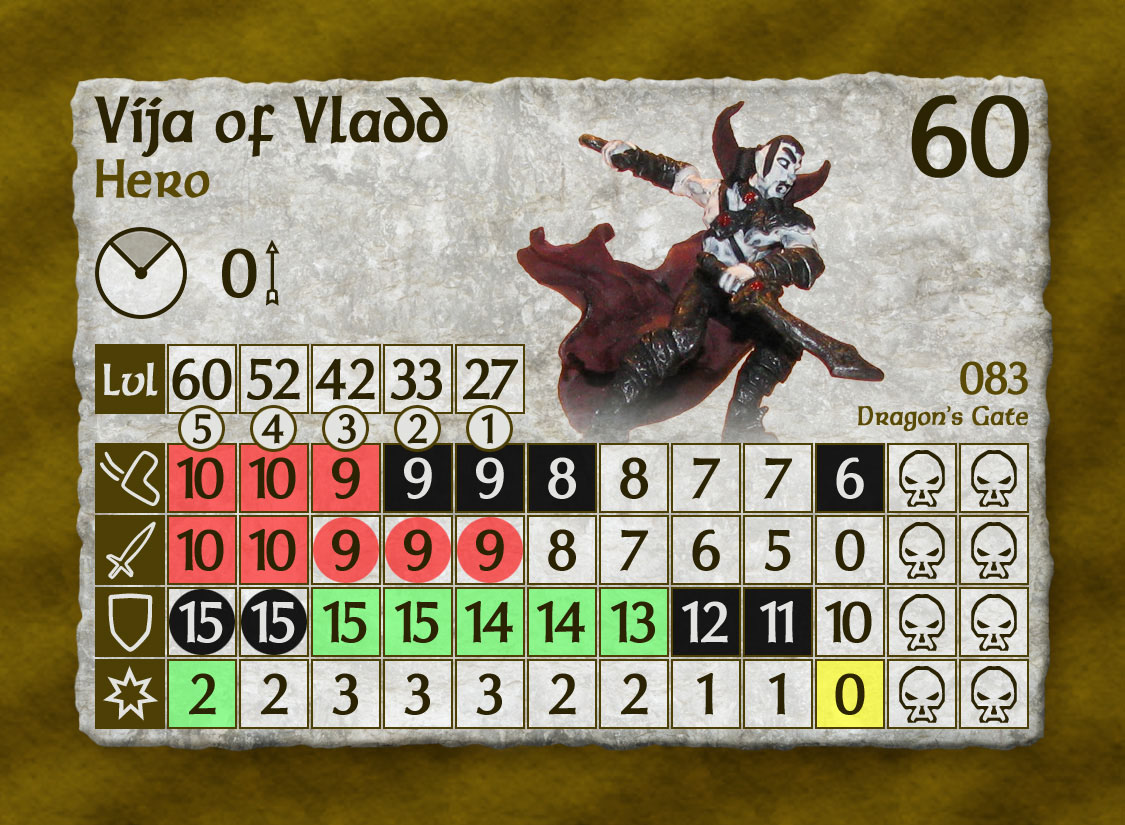 Vija of Vladd
60
Hero
0
Lvl 60 52 42 33 27
5 4 3 2 1
083
Dragon's Gate
10 10 9 9 9 8 8 7 7 6
10 10 9 9 9 8 7 6 5 0
15 15 15 15 14 14 13 12 11 10
2 2 3 3 3 2 2 1 1 0